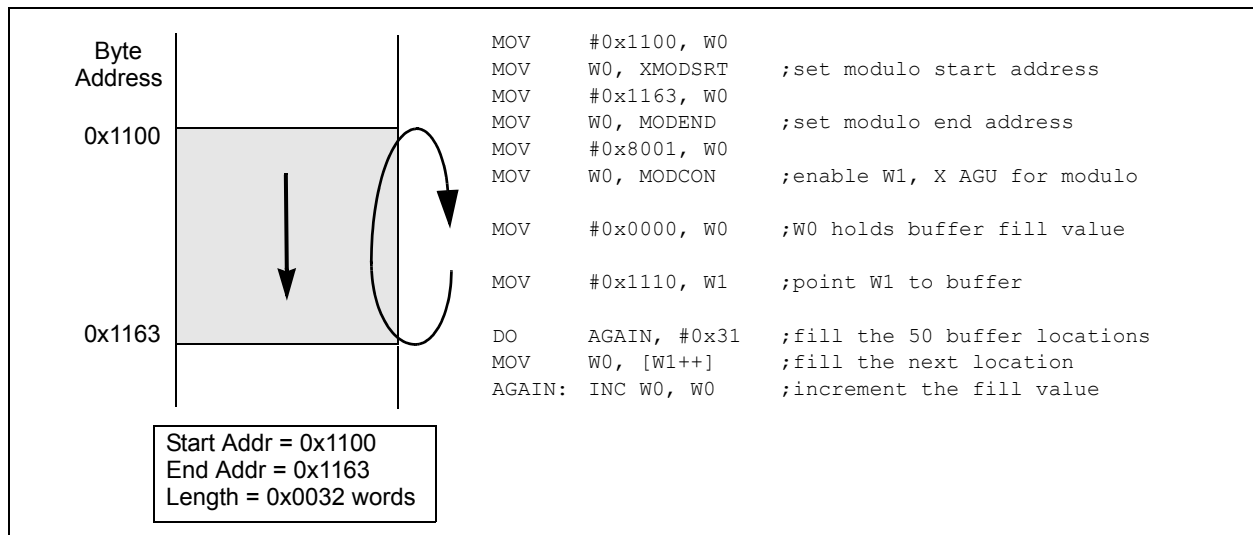 Byte
Address
0x1100
0x1163
Start Addr = 0x1100
End Addr = 0x1163
Length = 0x0032 words
MOV #0x1100, W0
MOV W0, XMODSRT ;set modulo start address
MOV #0x1163, W0
MOV W0, MODEND ;set modulo end address
MOV #0x8001, W0
MOV W0, MODCON ;enable W1, X AGU for modulo
MOV #0x0000, W0 ;W0 holds buffer fill value
MOV #0x1110, W1 ;point W1 to buffer
DO AGAIN, #0x31 ;fill the 50 buffer locations
MOV W0, [W1++] ;fill the next location
AGAIN: INC W0, W0 ;increment the fill value